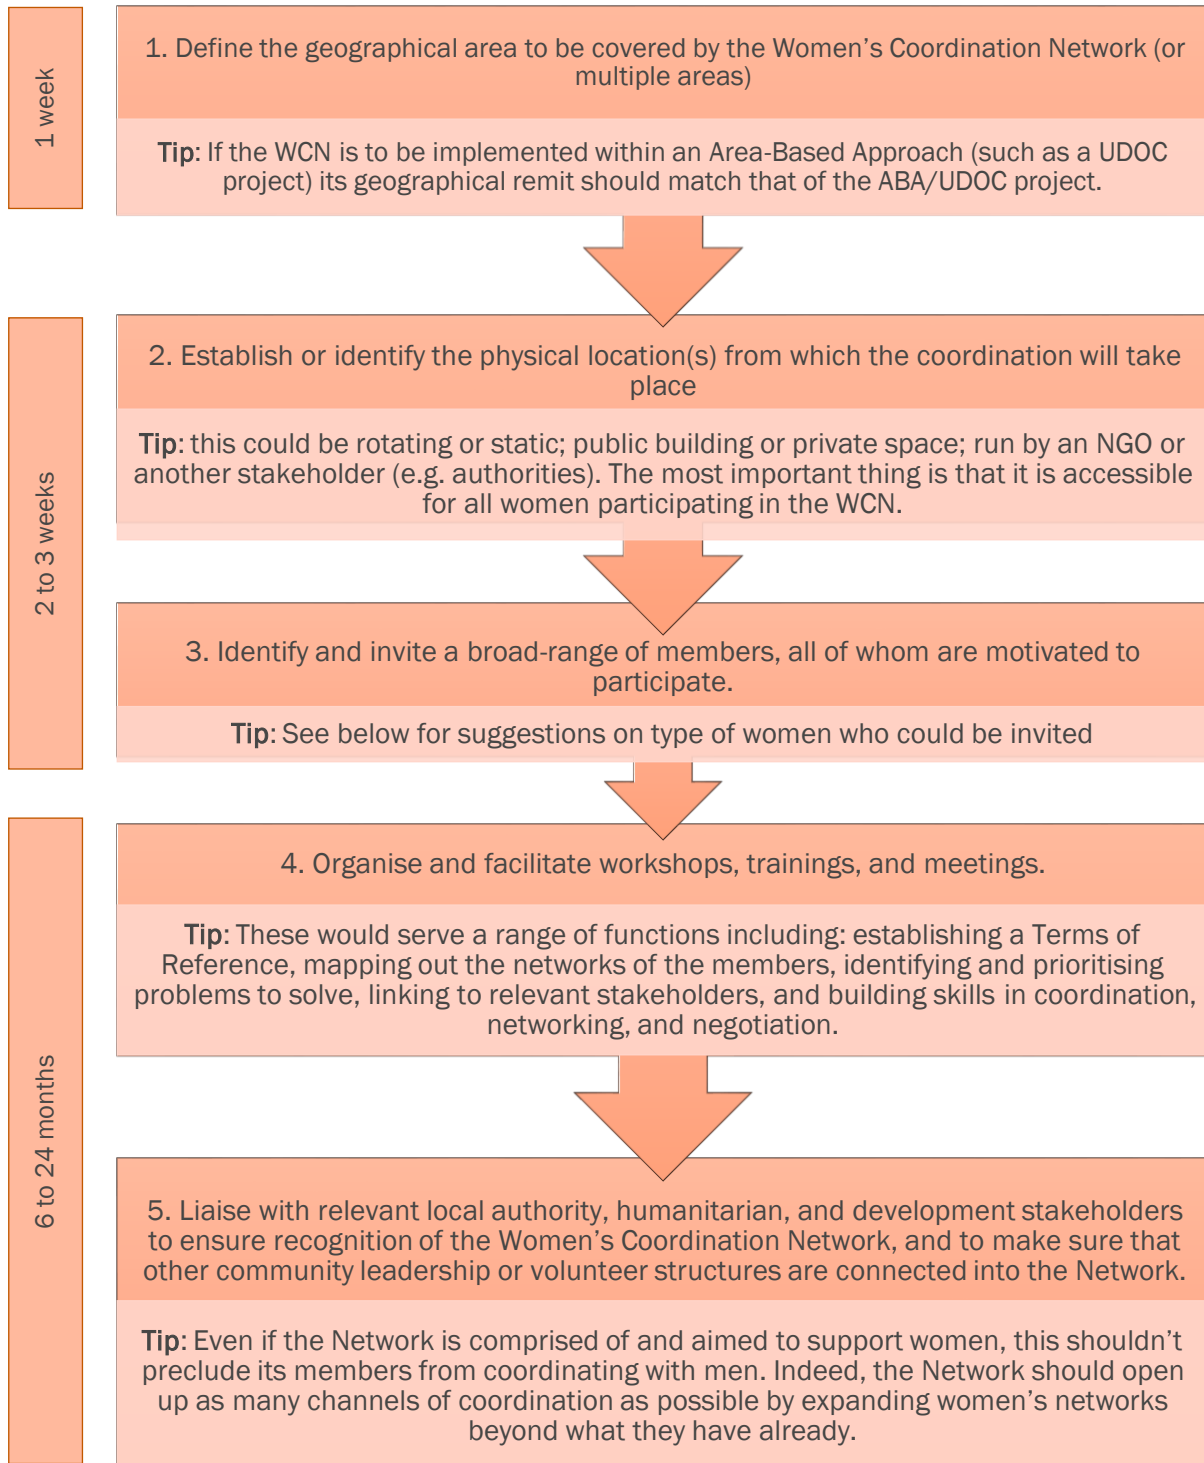 1 week
1. Define the geographical area to be covered by the Women's Coordination Network (or
multiple areas)
Tip: If the WCN is to be implemented within an Area-Based Approach (such as a UDOC
project) its geographical remit should match that of the ABA/UDOC project.
2 to 3 weeks
2. Establish or identify the physical location(s) from which the coordination will take
place
Tip: this could be rotating or static; public building or private space; run by an NGO or
another stakeholder (e.g. authorities). The most important thing is that it is accessible
for all women participating in the WCN.
3. Identify and invite a broad-range of members, all of whom are motivated to
participate.
Tip: See below for suggestions on type of women who could be invited
6 to 24 months
4. Organise and facilitate workshops, trainings, and meetings.
Tip: These would serve a range of functions including: establishing a Terms of
Reference, mapping out the networks of the members, identifying and prioritising
problems to solve, linking to relevant stakeholders, and building skills in coordination,
networking, and negotiation.
5. Liaise with relevant local authority, humanitarian, and development stakeholders
to ensure recognition of the Women's Coordination Network, and to make sure that
other community leadership or volunteer structures are connected into the Network.
Tip: Even if the Network is comprised of and aimed to support women, this shouldn't
preclude its members from coordinating with men. Indeed, the Network should open
up as many channels of coordination as possible by expanding women's networks
beyond what they have already.